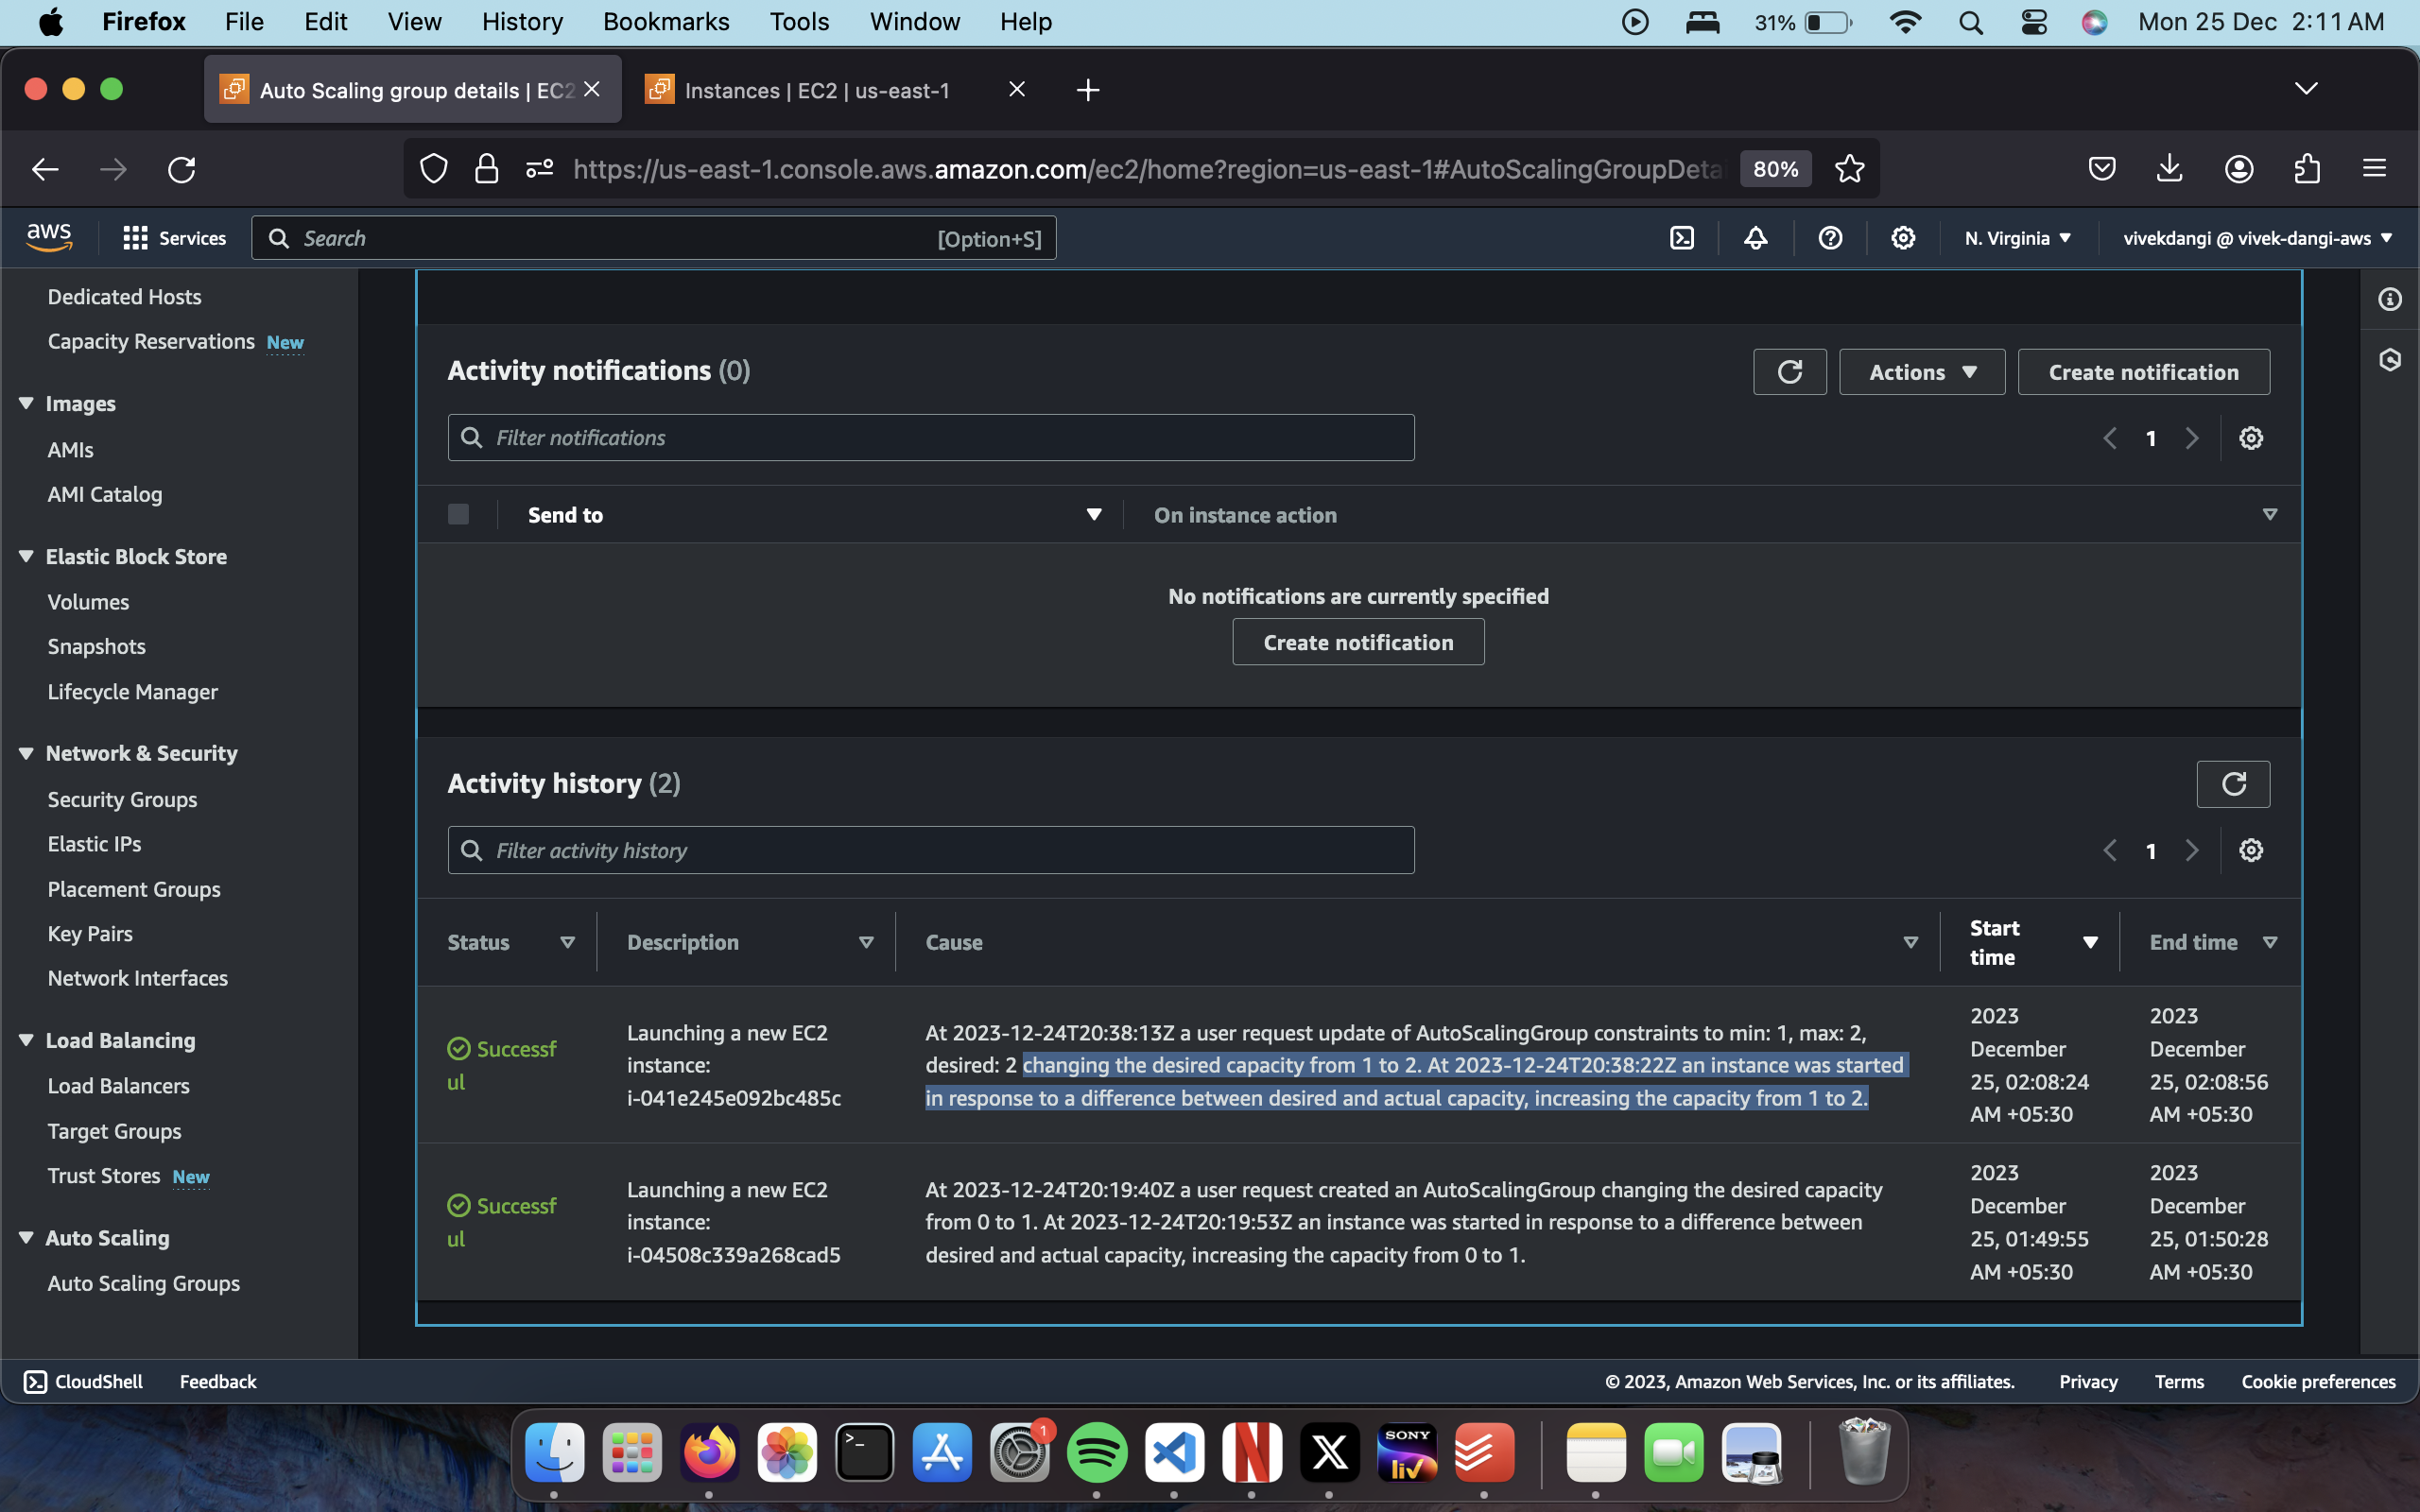 Firefox File Edit View History Bookmarks Tools Window Help 31% Mon 25 Dec 2:11 AM
Auto Scaling group details | EC2 Instances | EC2 | us-east-1
https://us-east-1.console.aws.amazon.com/ec2/home?region=us-east-1#AutoScalingGroupDetai 80%
aws Services Search [Option+S] N. Virginia vivekdangi @ vivek-dangi-aws
Dedicated Hosts
Capacity Reservations New
Images
AMIs
AMI Catalog
Elastic Block Store
Volumes
Snapshots
Lifecycle Manager
Network & Security
Security Groups
Elastic IPs
Placement Groups
Key Pairs
Network Interfaces
Load Balancing
Load Balancers
Target Groups
Trust Stores New
Auto Scaling
Auto Scaling Groups
Activity notifications (0)
Actions
Create notification
Filter notifications
1
Send to On instance action
No notifications are currently specified
Create notification
Activity history (2)
Filter activity history
1
Status Description Cause Start
time End time
Successf
ul
Launching a new EC2
instance:
i-041e245e092bc485c
At 2023-12-24T20:38:13Z a user request update of AutoScalingGroup constraints to min: 1, max: 2,
desired: 2 changing the desired capacity from 1 to 2. At 2023-12-24T20:38:22Z an instance was started
in response to a difference between desired and actual capacity, increasing the capacity from 1 to 2.
2023
December
25, 02:08:24
AM +05:30
2023
December
25, 02:08:56
AM +05:30
Successf
ul
Launching a new EC2
instance:
i-04508c339a268cad5
At 2023-12-24T20:19:40Z a user request created an AutoScalingGroup changing the desired capacity
from 0 to 1. At 2023-12-24T20:19:53Z an instance was started in response to a difference between
desired and actual capacity, increasing the capacity from 0 to 1.
2023
December
25, 01:49:55
AM +05:30
2023
December
25, 01:50:28
AM +05:30
CloudShell Feedback © 2023, Amazon Web Services, Inc. or its affiliates. Privacy Terms Cookie preferences
1
SONY
liv